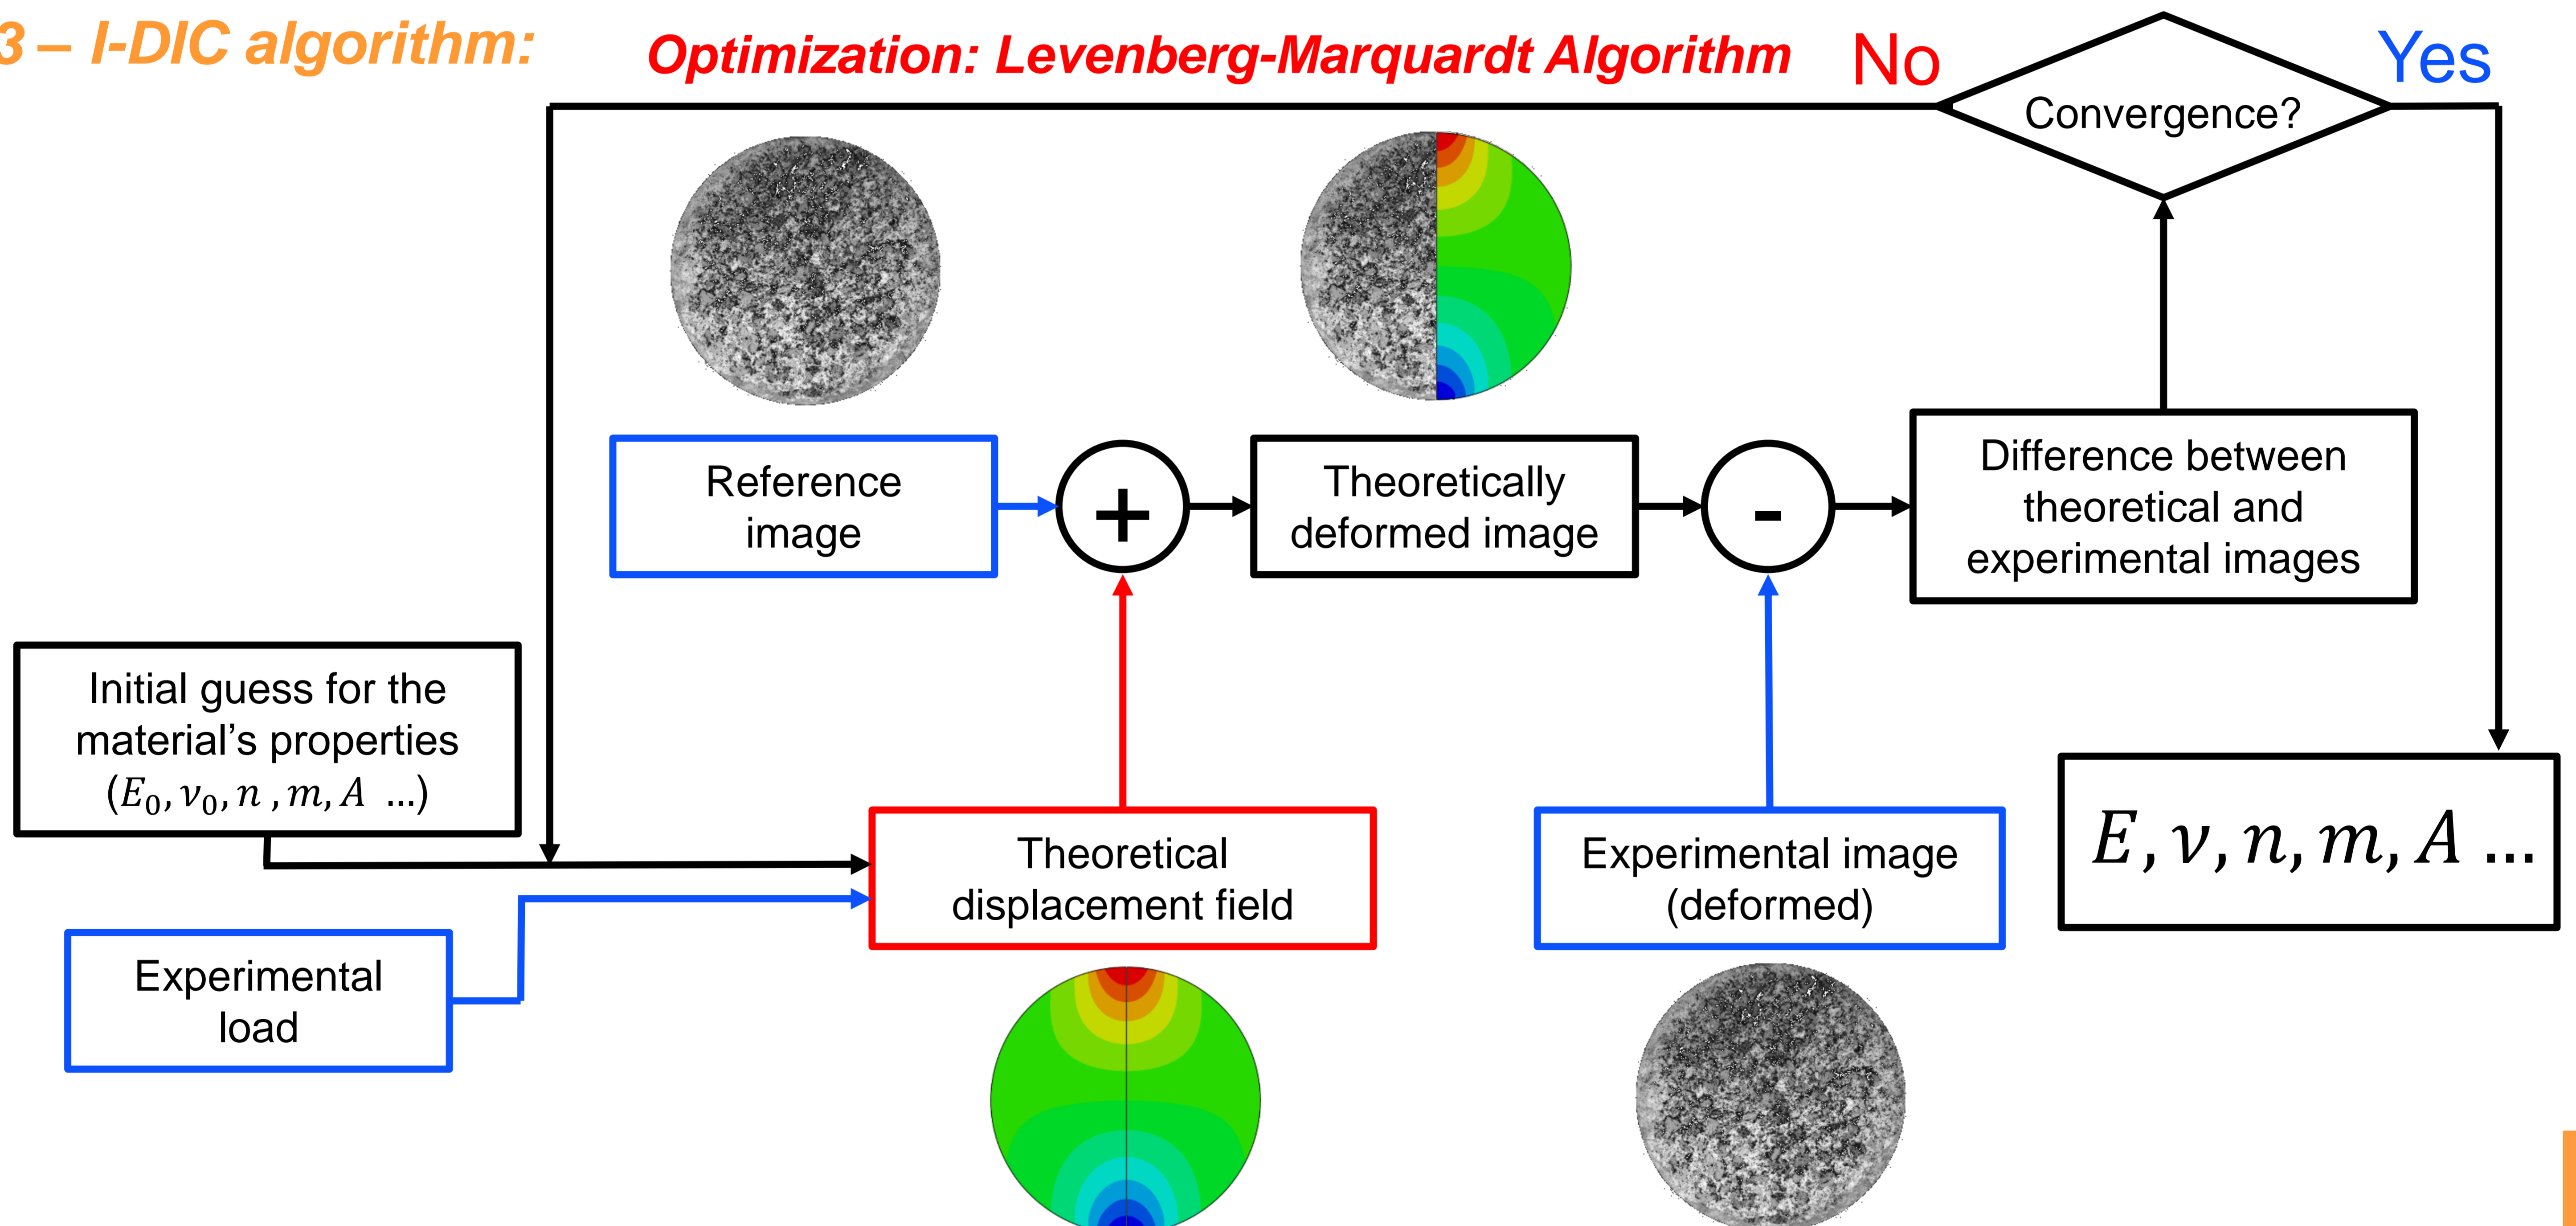 3 – I-DIC algorithm:
Optimization: Levenberg-Marquardt Algorithm
No
Yes
Convergence?
Reference
image
+
Theoretically
deformed image
-
Difference between
theoretical and
experimental images
Initial guess for the
material’s properties
(E₀, ν₀, n , m, A ...)
Theoretical
displacement field
Experimental image
(deformed)
E, ν, n, m, A ...
Experimental
load